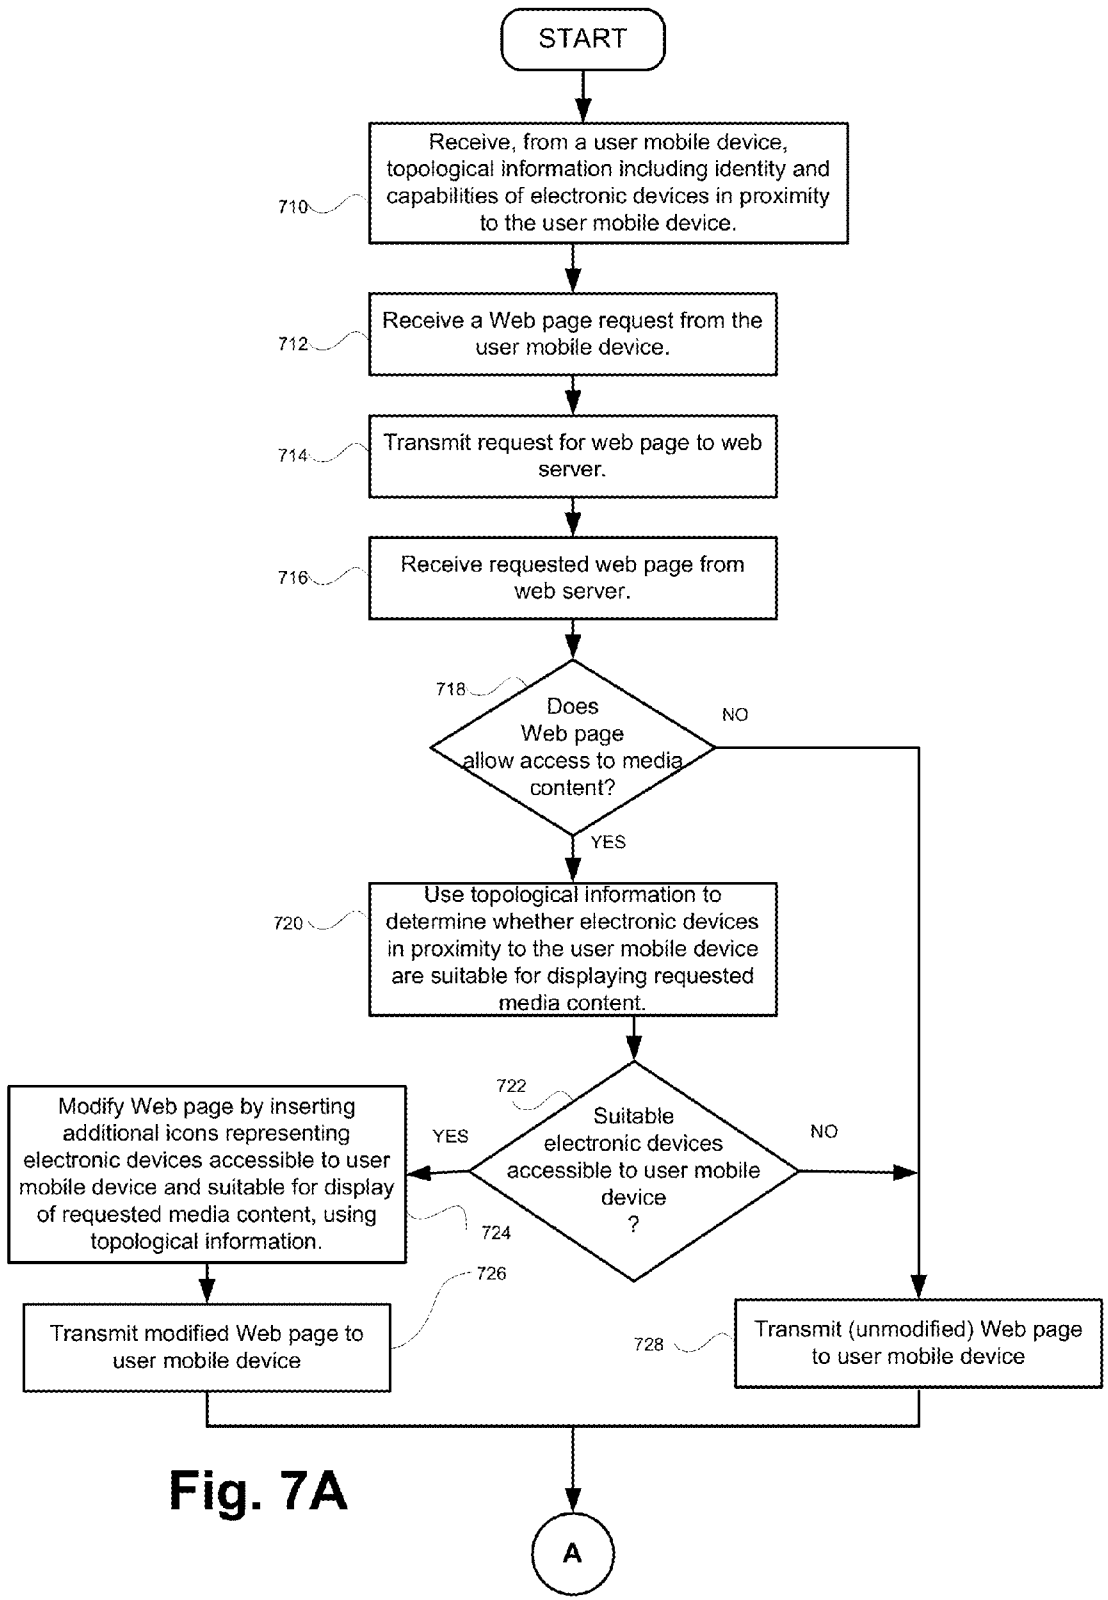 START
Receive, from a user mobile device,
topological information including identity and
capabilities of electronic devices in proximity
to the user mobile device.
710
Receive a Web page request from the
user mobile device.
712
Transmit request for web page to web
server.
714
Receive requested web page from
web server.
716
718
Does
Web page
allow access to media
content?
NO
YES
Use topological information to
determine whether electronic devices
in proximity to the user mobile device
are suitable for displaying requested
media content.
720
722
Suitable
electronic devices
accessible to user mobile
device
?
YES
NO
Modify Web page by inserting
additional icons representing
electronic devices accessible to user
mobile device and suitable for display
of requested media content, using
topological information.
724
726
Transmit modified Web page to
user mobile device
728
Transmit (unmodified) Web page
to user mobile device
Fig. 7A
A